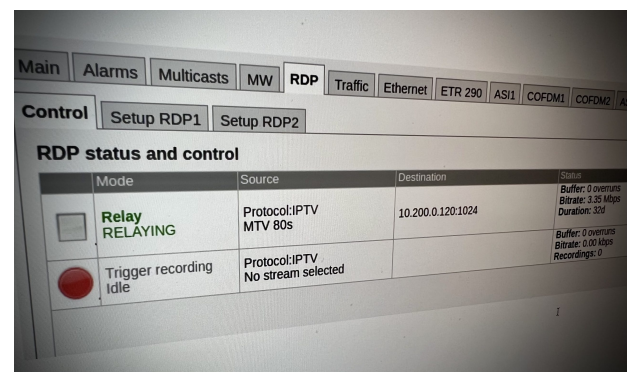 Main Alarms Multicasts MW RDP Traffic Ethernet ETR 290 ASI1 COFDM1 COFDM2
Control Setup RDP1 Setup RDP2
RDP status and control
Mode Source Destination Status
Relay
RELAYING
Protocol:IPTV
MTV 80s
10.200.0.120:1024
Buffer: 0 overruns
Bitrate: 3.35 Mbps
Duration: 32d
Trigger recording
Idle
Protocol:IPTV
No stream selected
Buffer: 0 overruns
Bitrate: 0.00 kbps
Recordings: 0